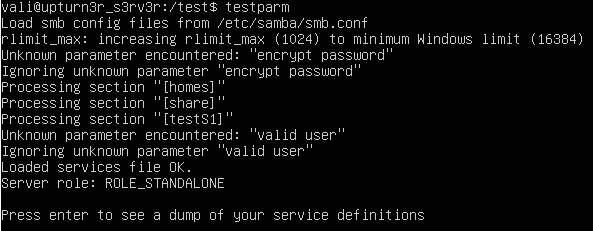 vali@upturn3r_s3rv3r:/test$ testparm
Load smb config files from /etc/samba/smb.conf
rlimit_max: increasing rlimit_max (1024) to minimum Windows limit (16384)
Unknown parameter encountered: "encrypt password"
Ignoring unknown parameter "encrypt password"
Processing section "[homes]"
Processing section "[share]"
Processing section "[testS1]"
Unknown parameter encountered: "valid user"
Ignoring unknown parameter "valid user"
Loaded services file OK.
Server role: ROLE_STANDALONE
Press enter to see a dump of your service definitions